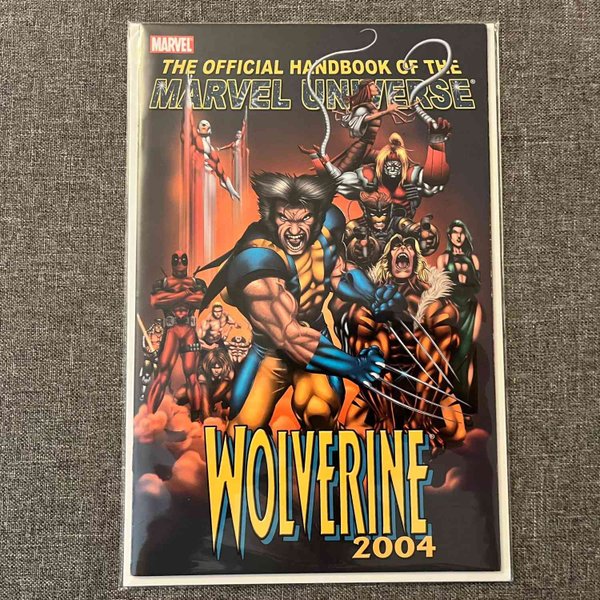 MARVEL
THE OFFICIAL HANDBOOK OF THE
MARVEL UNIVERSE®
WOLVERINE
2004